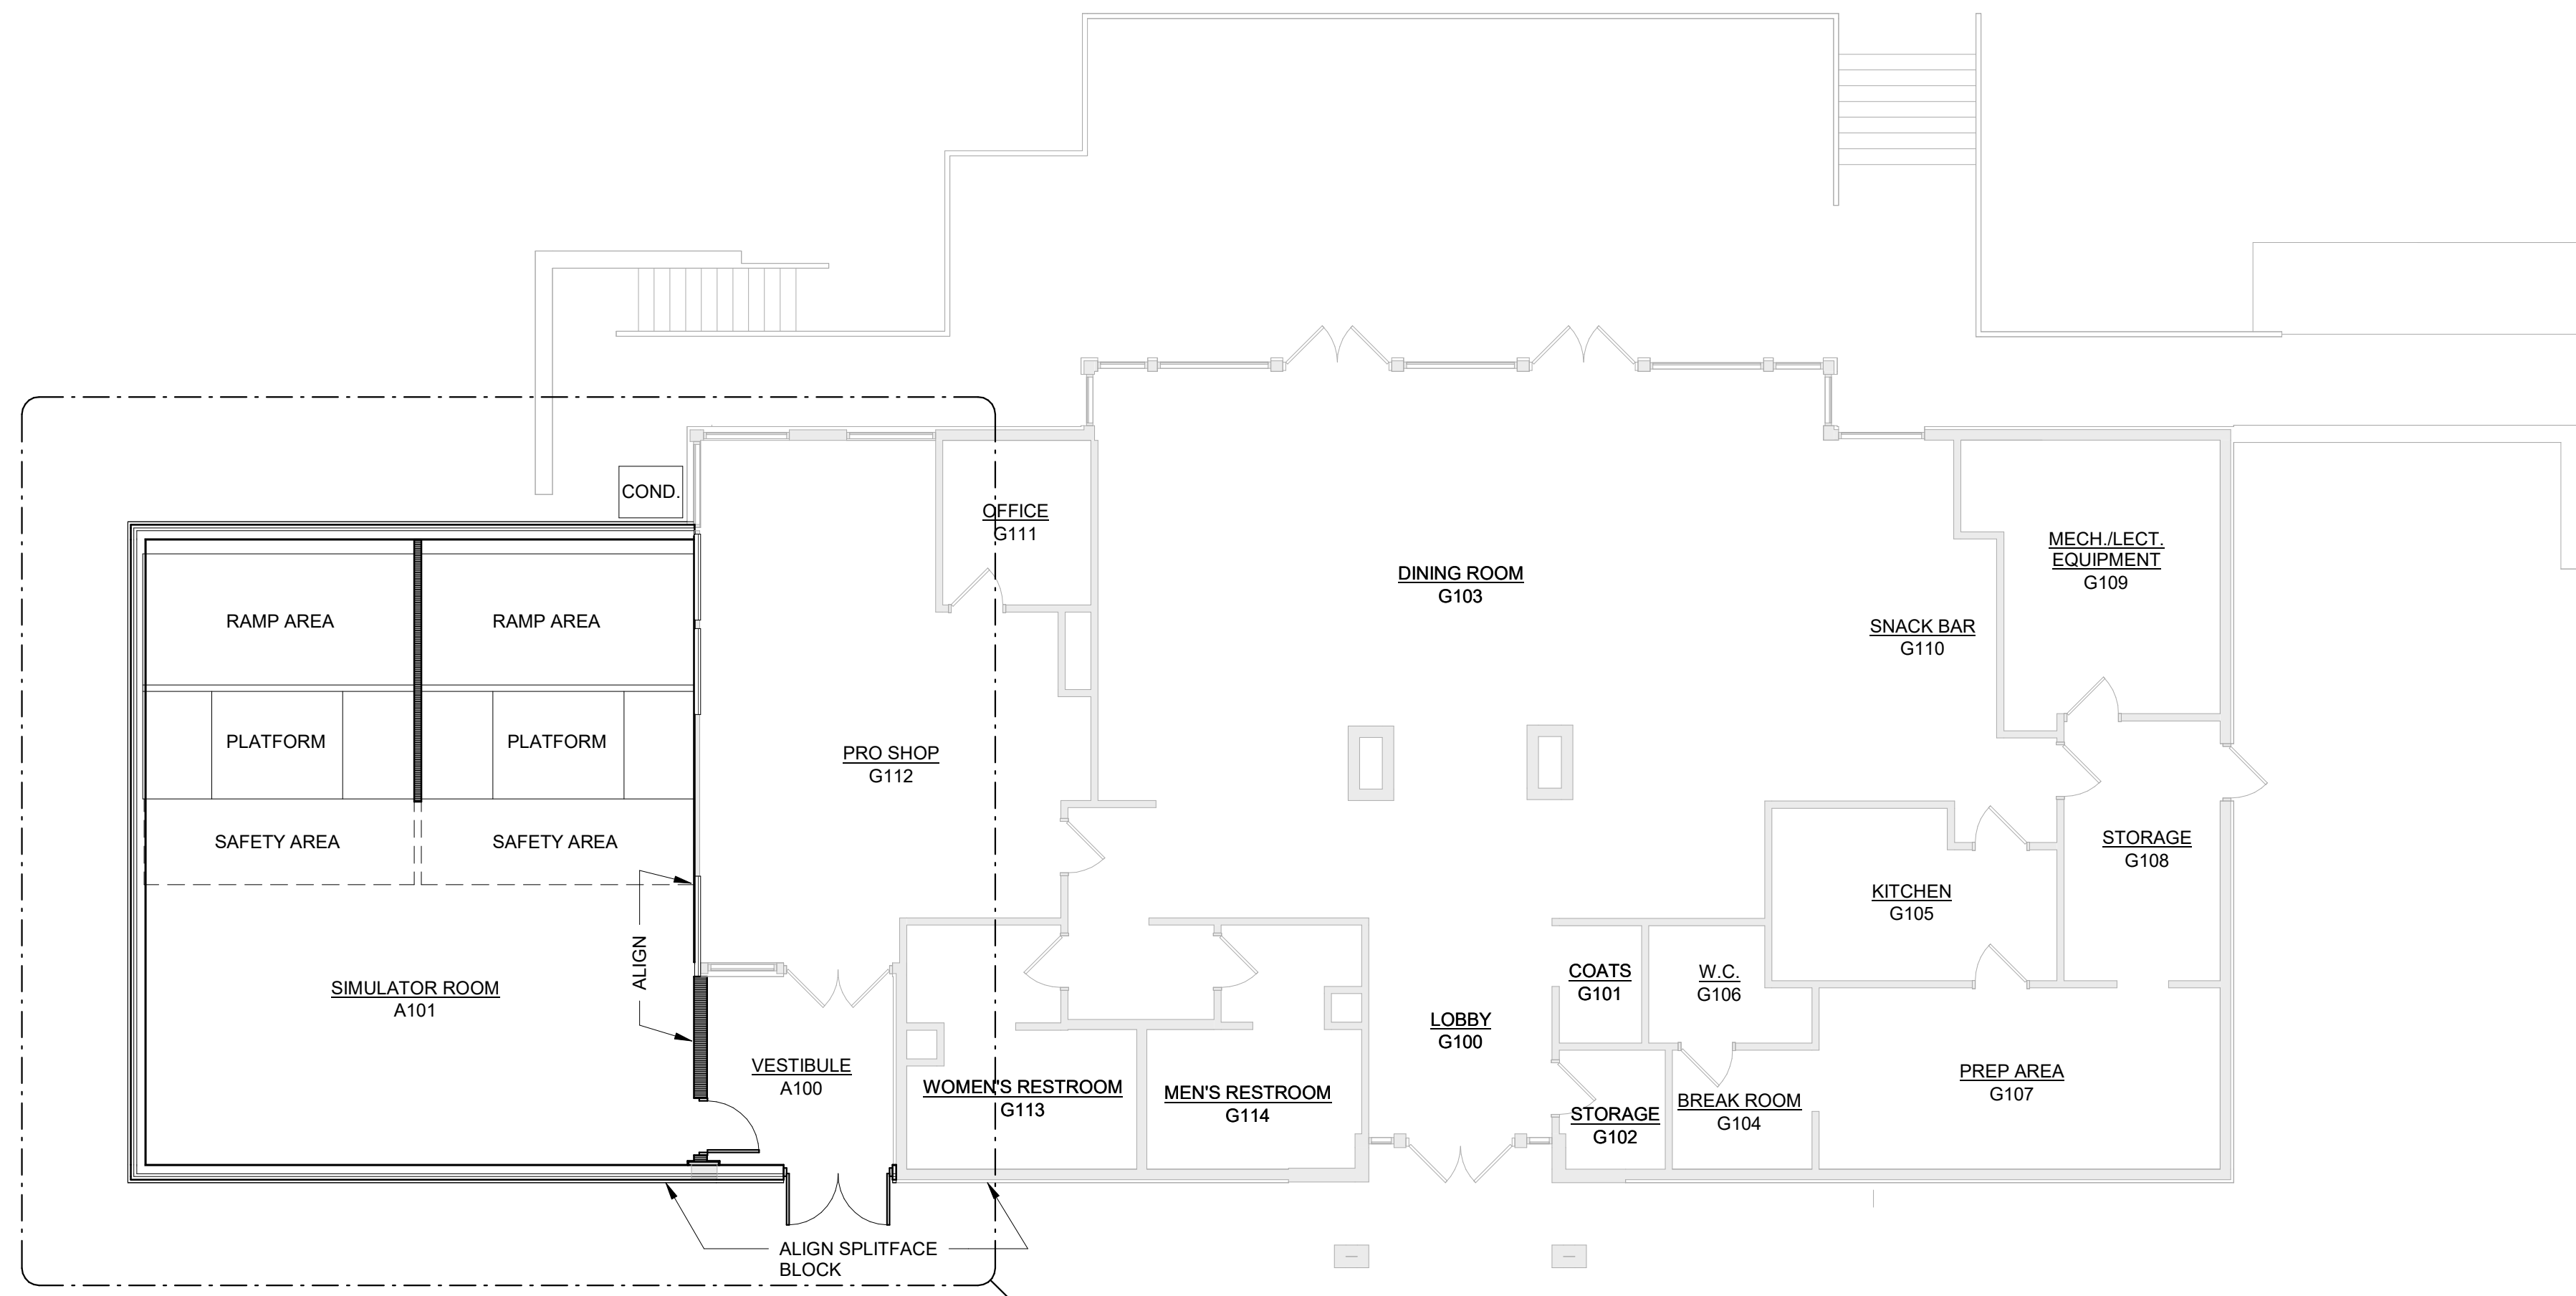 COND.
OFFICE
G111
MECH./LECT.
EQUIPMENT
G109
DINING ROOM
G103
RAMP AREA
RAMP AREA
SNACK BAR
G110
PLATFORM
PLATFORM
PRO SHOP
G112
SAFETY AREA
SAFETY AREA
STORAGE
G108
KITCHEN
G105
ALIGN
SIMULATOR ROOM
A101
COATS
G101
W.C.
G106
LOBBY
G100
VESTIBULE
A100
WOMEN'S RESTROOM
G113
MEN'S RESTROOM
G114
STORAGE
G102
BREAK ROOM
G104
PREP AREA
G107
ALIGN SPLITFACE
BLOCK